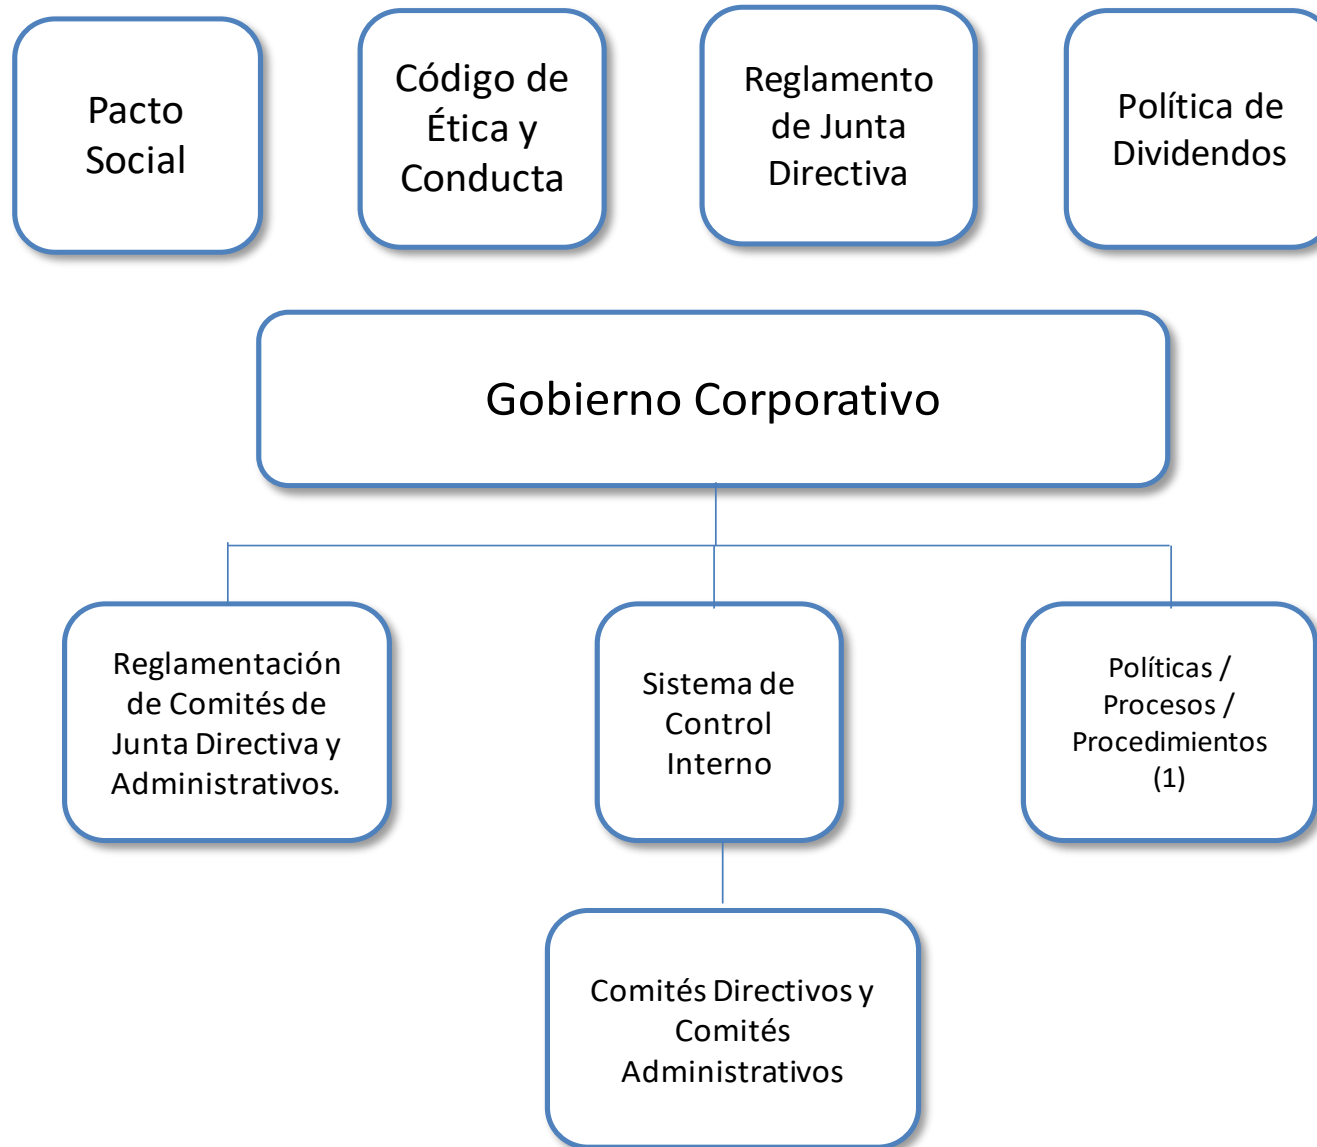 Pacto
Social
Código de
Ética y
Conducta
Reglamento
de Junta
Directiva
Política de
Dividendos
Gobierno Corporativo
Reglamentación
de Comités de
Junta Directiva y
Administrativos.
Sistema de
Control
Interno
Políticas /
Procesos /
Procedimientos
(1)
Comités Directivos y
Comités
Administrativos